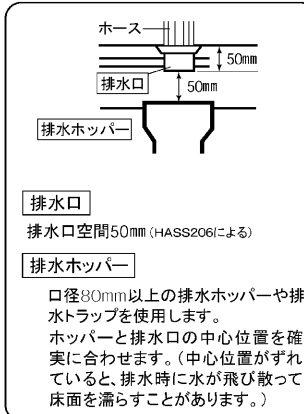 ホース
50mm
排水口
50mm
排水ホッパー
排水口
排水口空間50mm(HASS206による)
排水ホッパー
口径80mm以上の排水ホッパーや排
水トラップを使用します。
ホッパーと排水口の中心位置を確
実に合わせます。(中心位置がずれ
ていると、排水時に水が飛び散って
床面を濡らすことがあります。)